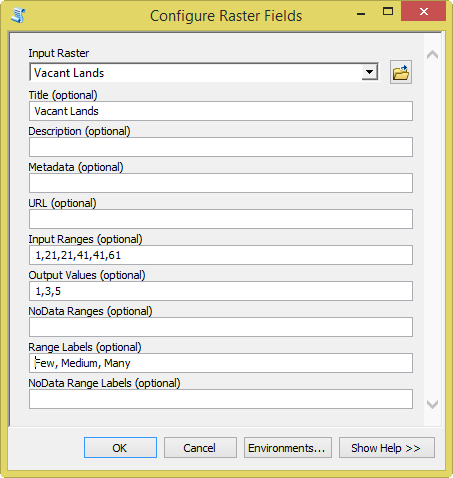 Configure Raster Fields
Input Raster
Vacant Lands
Title (optional)
Vacant Lands
Description (optional)
Metadata (optional)
URL (optional)
Input Ranges (optional)
1,21,21,41,41,61
Output Values (optional)
1,3,5
NoData Ranges (optional)
Range Labels (optional)
Few, Medium, Many
NoData Range Labels (optional)
OK Cancel Environments... Show Help >>